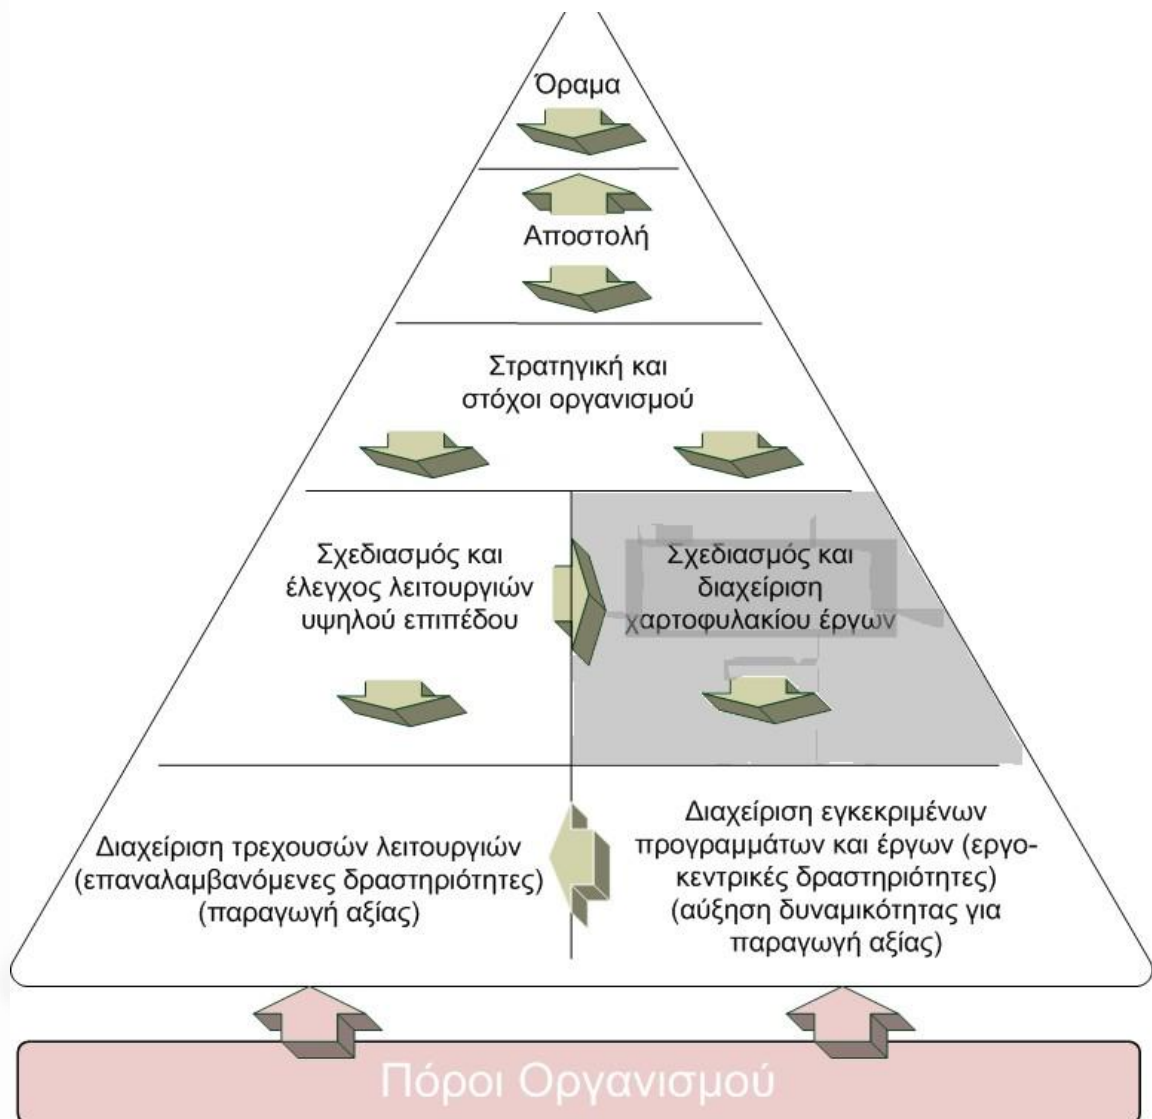 Όραμα
Αποστολή
Στρατηγική και
στόχοι οργανισμού
Σχεδιασμός και
έλεγχος λειτουργιών
υψηλού επιπέδου
Σχεδιασμός και
διαχείριση
χαρτοφυλακίου έργων
Διαχείριση τρεχουσών λειτουργιών
(επαναλαμβανόμενες δραστηριότητες)
(παραγωγή αξίας)
Διαχείριση εγκεκριμένων
προγραμμάτων και έργων (εργο-
κεντρικές δραστηριότητες)
(αύξηση δυναμικότητας για
παραγωγή αξίας)
Πόροι Οργανισμού